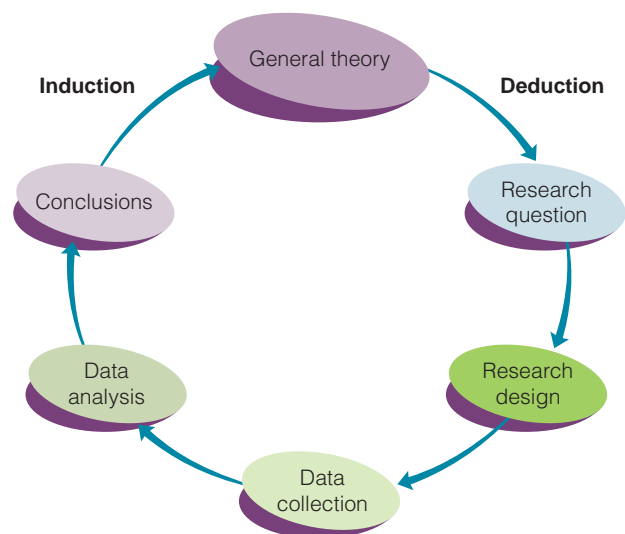 General theory
Induction
Deduction
Research
question
Conclusions
Data
analysis
Research
design
Data
collection